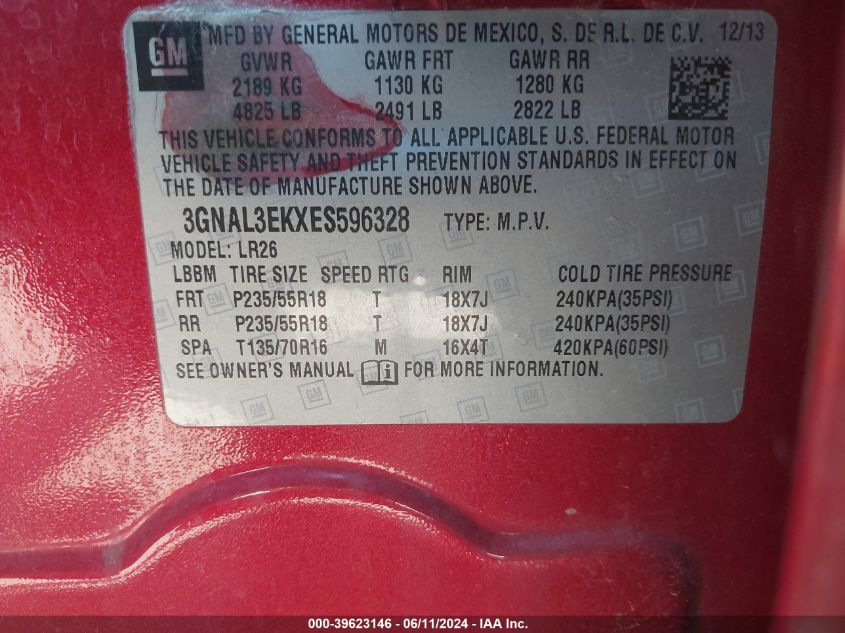 GM MFD BY GENERAL MOTORS DE MEXICO, S. DE R.L. DE C.V. 12/13
GVWR GAWR FRT GAWR RR
2189 KG 1130 KG 1280 KG
4825 LB 2491 LB 2822 LB
THIS VEHICLE CONFORMS TO ALL APPLICABLE U.S. FEDERAL MOTOR
VEHICLE SAFETY AND THEFT PREVENTION STANDARDS IN EFFECT ON
THE DATE OF MANUFACTURE SHOWN ABOVE.
3GNAL3EKXES596328 TYPE: M.P.V.
MODEL: LR26
LBBM TIRE SIZE SPEED RTG RIM COLD TIRE PRESSURE
FRT P235/55R18 T 18X7J 240KPA(35PSI)
RR P235/55R18 T 18X7J 240KPA(35PSI)
SPA T135/70R16 M 16X4T 420KPA(60PSI)
SEE OWNER'S MANUAL i FOR MORE INFORMATION.
000-39623146 - 06/11/2024 - IAA Inc.